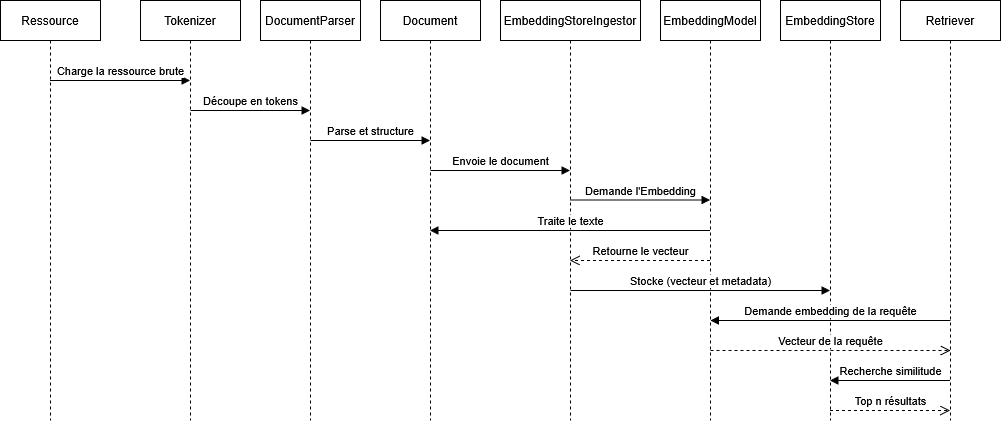 Ressource
Tokenizer
DocumentParser
Document
EmbeddingStoreIngestor
EmbeddingModel
EmbeddingStore
Retriever
Charge la ressource brute
Découpe en tokens
Parse et structure
Envoie le document
Demande l'Embedding
Traite le texte
Retourne le vecteur
Stocke (vecteur et metadata)
Demande embedding de la requête
Vecteur de la requête
Recherche similitude
Top n résultats